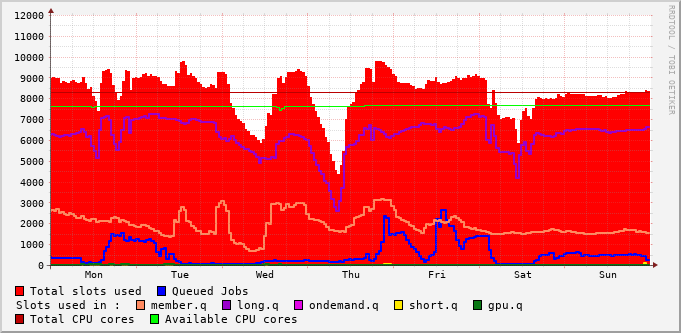 12000
11000
10000
9000
8000
7000
6000
5000
4000
3000
2000
1000
0
Mon Tue Wed Thu Fri Sat Sun
RRDTOOL / TOBI OETIKER
Total slots used Queued Jobs
Slots used in : member.q long.q ondemand.q short.q gpu.q
Total CPU cores Available CPU cores